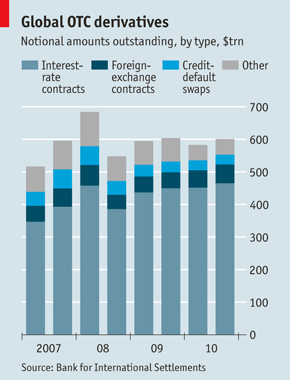 Global OTC derivatives
Notional amounts outstanding, by type, $trn
Interest-
rate
contracts
Foreign-
exchange
contracts
Credit-
default
swaps
Other
700
600
500
400
300
200
100
0
2007 08 09 10
Source: Bank for International Settlements